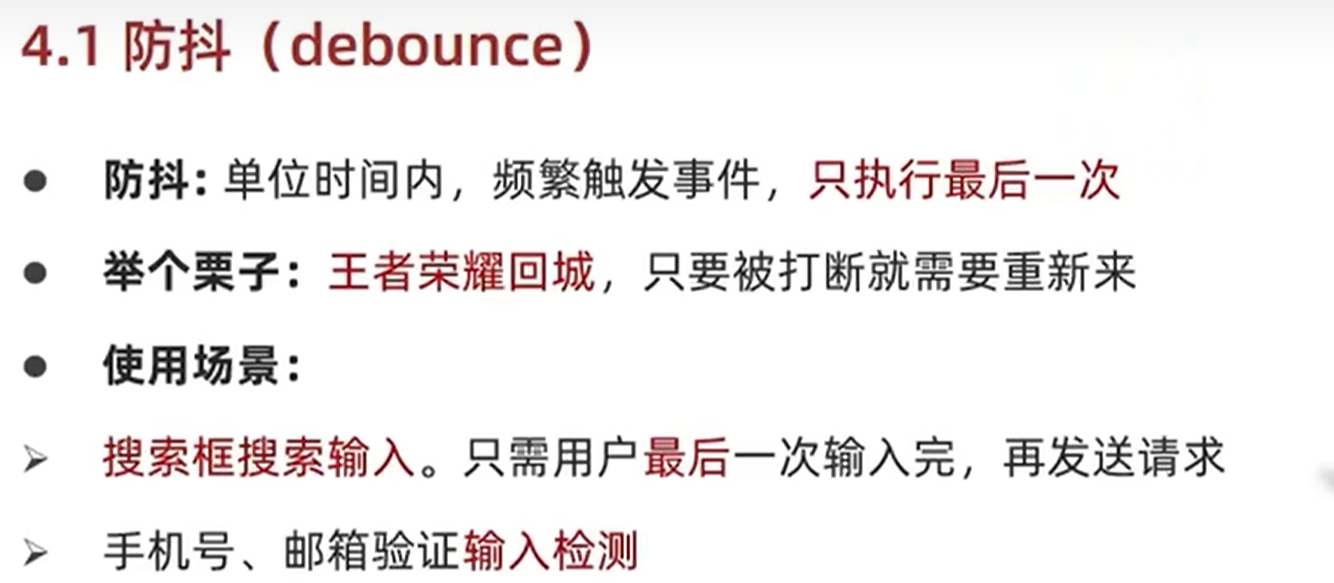 4.1 防抖（debounce）
● 防抖: 单位时间内，频繁触发事件，只执行最后一次
● 举个栗子：王者荣耀回城，只要被打断就需要重新来
● 使用场景：
➢ 搜索框搜索输入。只需用户最后一次输入完，再发送请求
➢ 手机号、邮箱验证输入检测